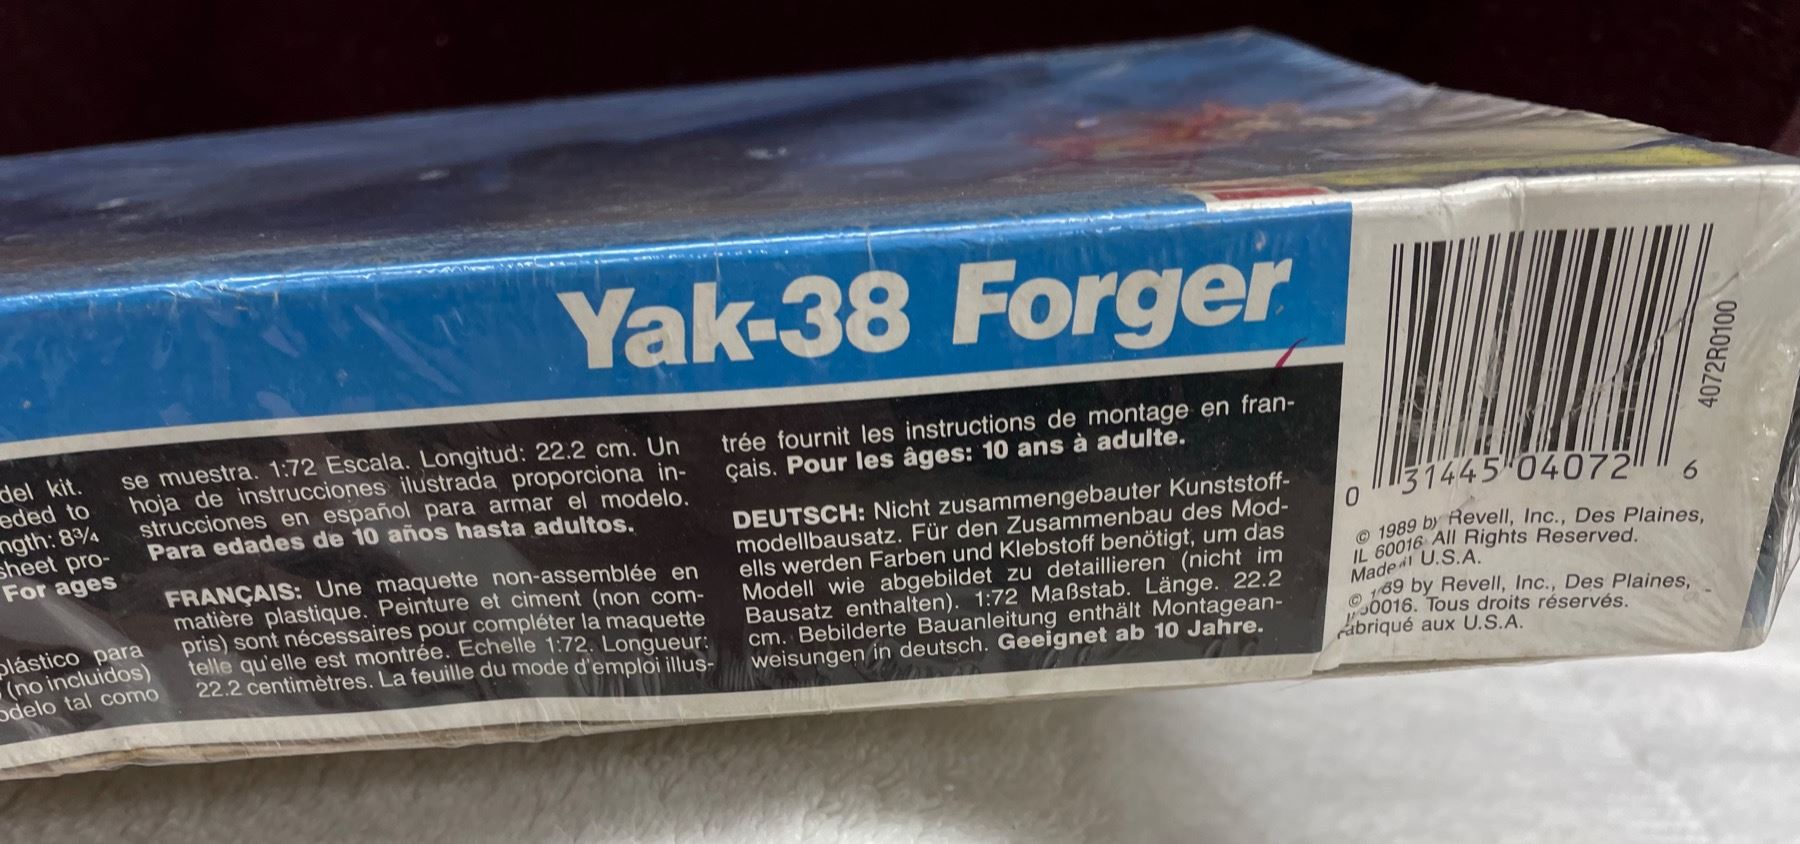 Yak-38 Forger
del kit.
eded to
ngth: 8¾
sheet pro-
For ages
plástico para
(no incluidos)
odelo tal como
se muestra. 1:72 Escala. Longitud: 22.2 cm. Un
hoja de instrucciones ilustrada proporciona in-
strucciones en español para armar el modelo.
Para edades de 10 años hasta adultos.
FRANÇAIS: Une maquette non-assemblée en
matière plastique. Peinture et ciment (non com-
pris) sont nécessaires pour compléter la maquette
telle qu'elle est montrée. Echelle 1:72. Longueur:
22.2 centimètres. La feuille du mode d'emploi illus-
trée fournit les instructions de montage en fran-
çais. Pour les âges: 10 ans à adulte.
DEUTSCH: Nicht zusammengebauter Kunststoff-
modellbausatz. Für den Zusammenbau des Mod-
ells werden Farben und Klebstoff benötigt, um das
Modell wie abgebildet zu detaillieren (nicht im
Bausatz enthalten). 1:72 Maßstab. Länge. 22.2
cm. Bebilderte Bauanleitung enthält Montagean-
weisungen in deutsch. Geeignet ab 10 Jahre.
0 31445 04072 6
4072R0100
© 1989 by Revell, Inc., Des Plaines,
IL 60016 All Rights Reserved.
Made U.S.A.
© by Revell, Inc., Des Plaines,
Tous droits réservés.
abriqué aux U.S.A.